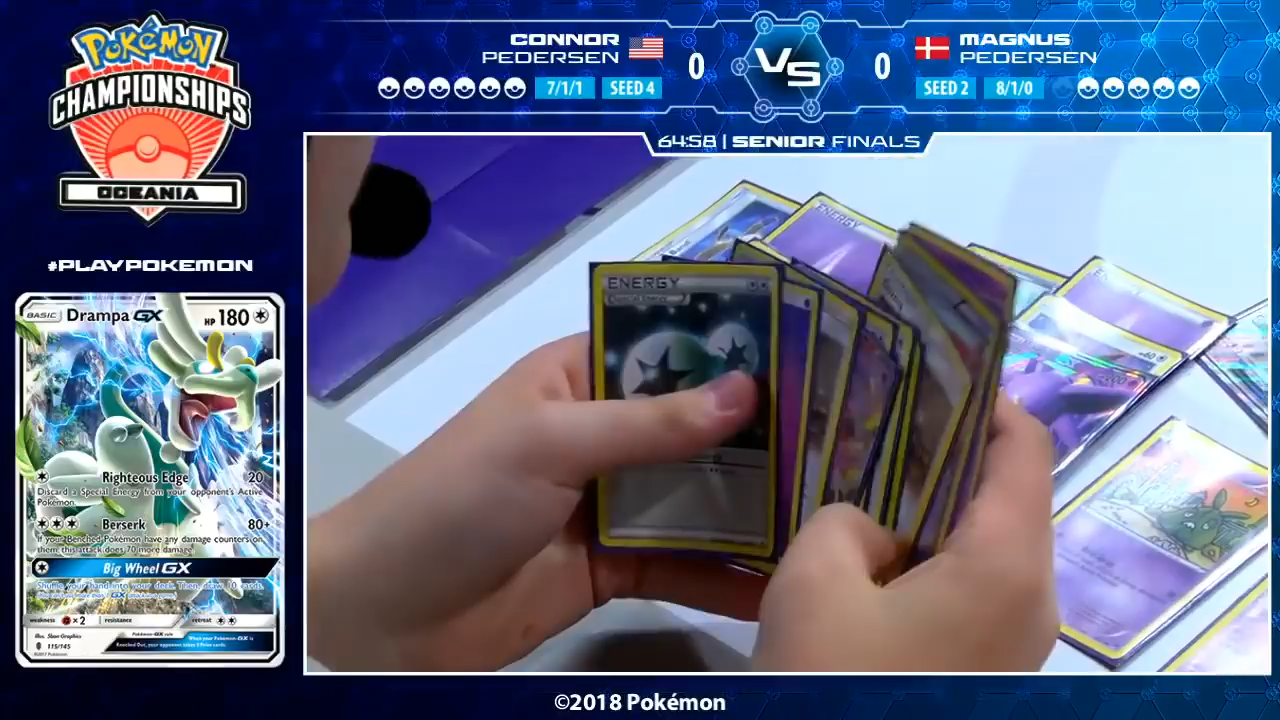 POKÉMON
CHAMPIONSHIPS
OCEANIA
#PLAYPOKEMON
CONNOR
PEDERSEN
7/1/1
SEED 4
0
VS
0
MAGNUS
PEDERSEN
SEED 2
8/1/0
64:58 | SENIOR FINALS
BASIC Drampa GX HP 180
Righteous Edge 20
Discard a Special Energy from your opponent's Active
Pokémon.
Berserk 80+
If your Benched Pokémon have any damage counters on
them, this attack does 70 more damage.
Big Wheel GX
Shuffle your hand into your deck. Then, draw 10 cards.
weakness ×2 resistance retreat
115/145
ENERGY
Special Energy
ENERGY
©2018 Pokémon